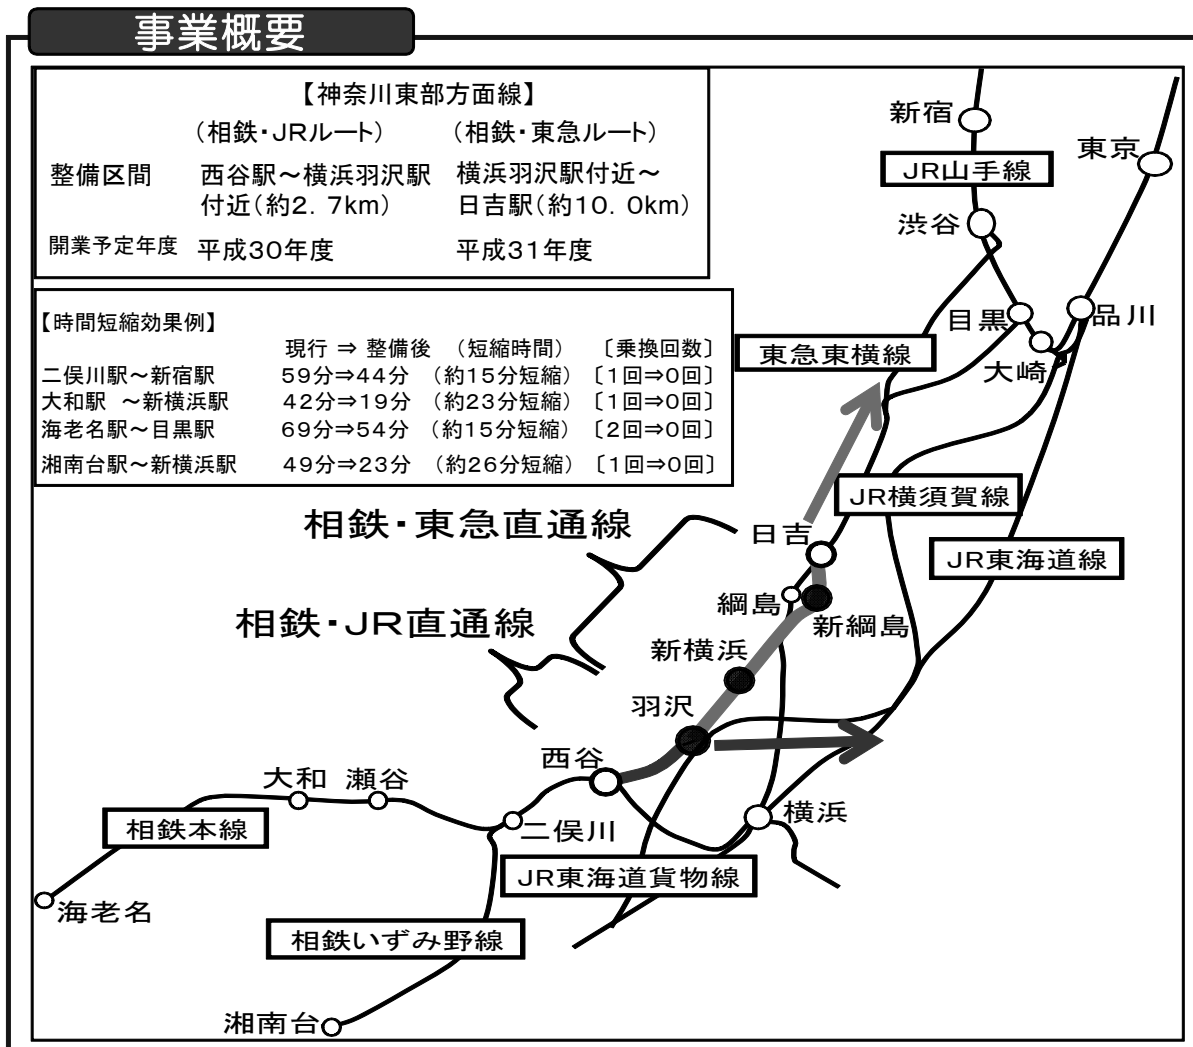 事業概要
【神奈川東部方面線】
(相鉄・JRルート) (相鉄・東急ルート)
整備区間 西谷駅～横浜羽沢駅 横浜羽沢駅付近～
付近(約2.7km) 日吉駅(約10.0km)
開業予定年度 平成30年度 平成31年度
【時間短縮効果例】
現行 ⇒ 整備後 (短縮時間) 〔乗換回数〕
二俣川駅～新宿駅 59分⇒44分 (約15分短縮) 〔1回⇒0回〕
大和駅 ～新横浜駅 42分⇒19分 (約23分短縮) 〔1回⇒0回〕
海老名駅～目黒駅 69分⇒54分 (約15分短縮) 〔2回⇒0回〕
湘南台駅～新横浜駅 49分⇒23分 (約26分短縮) 〔1回⇒0回〕
新宿
東京
JR山手線
渋谷
目黒
品川
東急東横線
大崎
JR横須賀線
相鉄・東急直通線
日吉
JR東海道線
綱島
新綱島
相鉄・JR直通線
新横浜
羽沢
西谷
大和 瀬谷
横浜
相鉄本線
二俣川
JR東海道貨物線
海老名
相鉄いずみ野線
湘南台